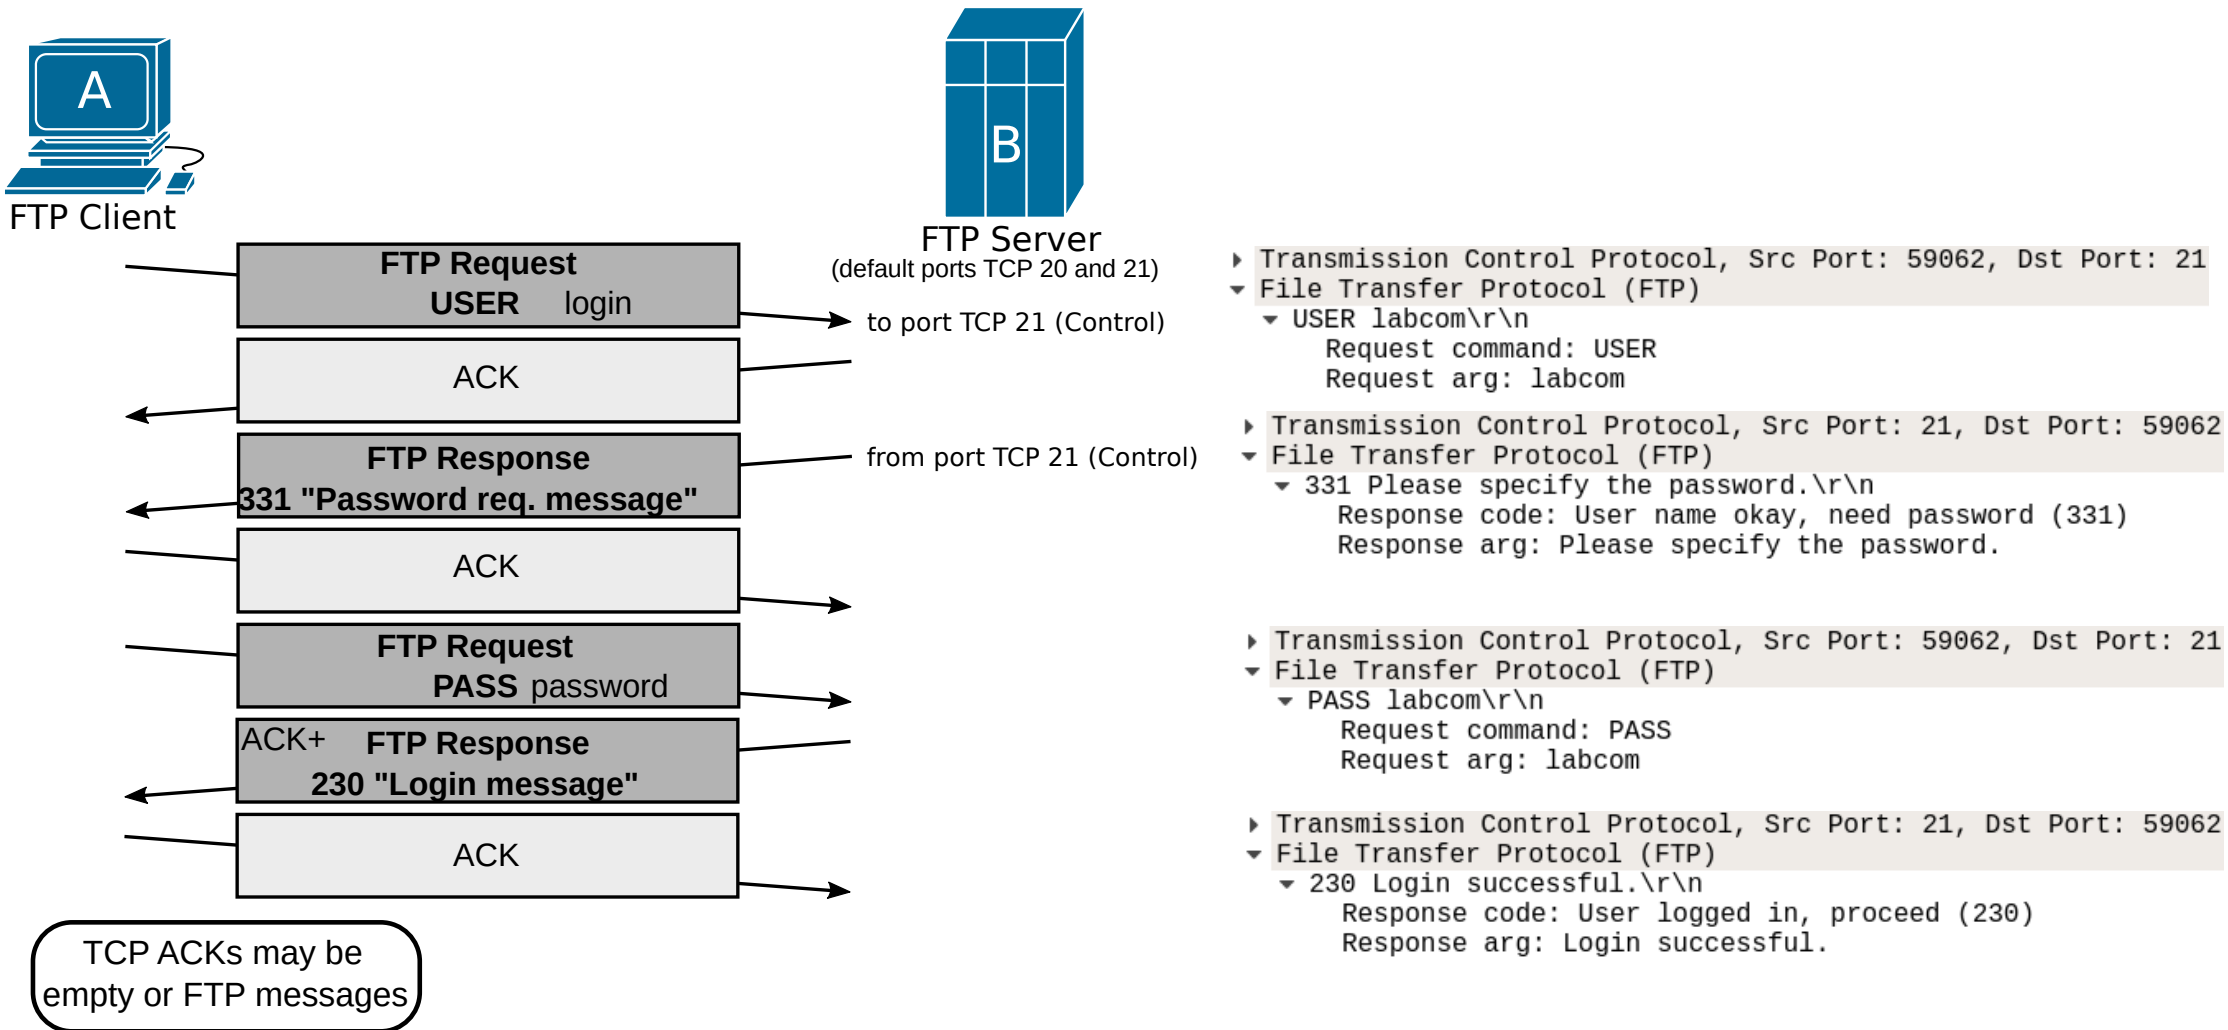 A
FTP Client
B
FTP Server
(default ports TCP 20 and 21)
FTP Request
USER login
to port TCP 21 (Control)
ACK
FTP Response
331 "Password req. message"
from port TCP 21 (Control)
ACK
FTP Request
PASS password
ACK+ FTP Response
230 "Login message"
ACK
TCP ACKs may be
empty or FTP messages
Transmission Control Protocol, Src Port: 59062, Dst Port: 21
File Transfer Protocol (FTP)
USER labcom\r\n
Request command: USER
Request arg: labcom
Transmission Control Protocol, Src Port: 21, Dst Port: 59062
File Transfer Protocol (FTP)
331 Please specify the password.\r\n
Response code: User name okay, need password (331)
Response arg: Please specify the password.
Transmission Control Protocol, Src Port: 59062, Dst Port: 21
File Transfer Protocol (FTP)
PASS labcom\r\n
Request command: PASS
Request arg: labcom
Transmission Control Protocol, Src Port: 21, Dst Port: 59062
File Transfer Protocol (FTP)
230 Login successful.\r\n
Response code: User logged in, proceed (230)
Response arg: Login successful.